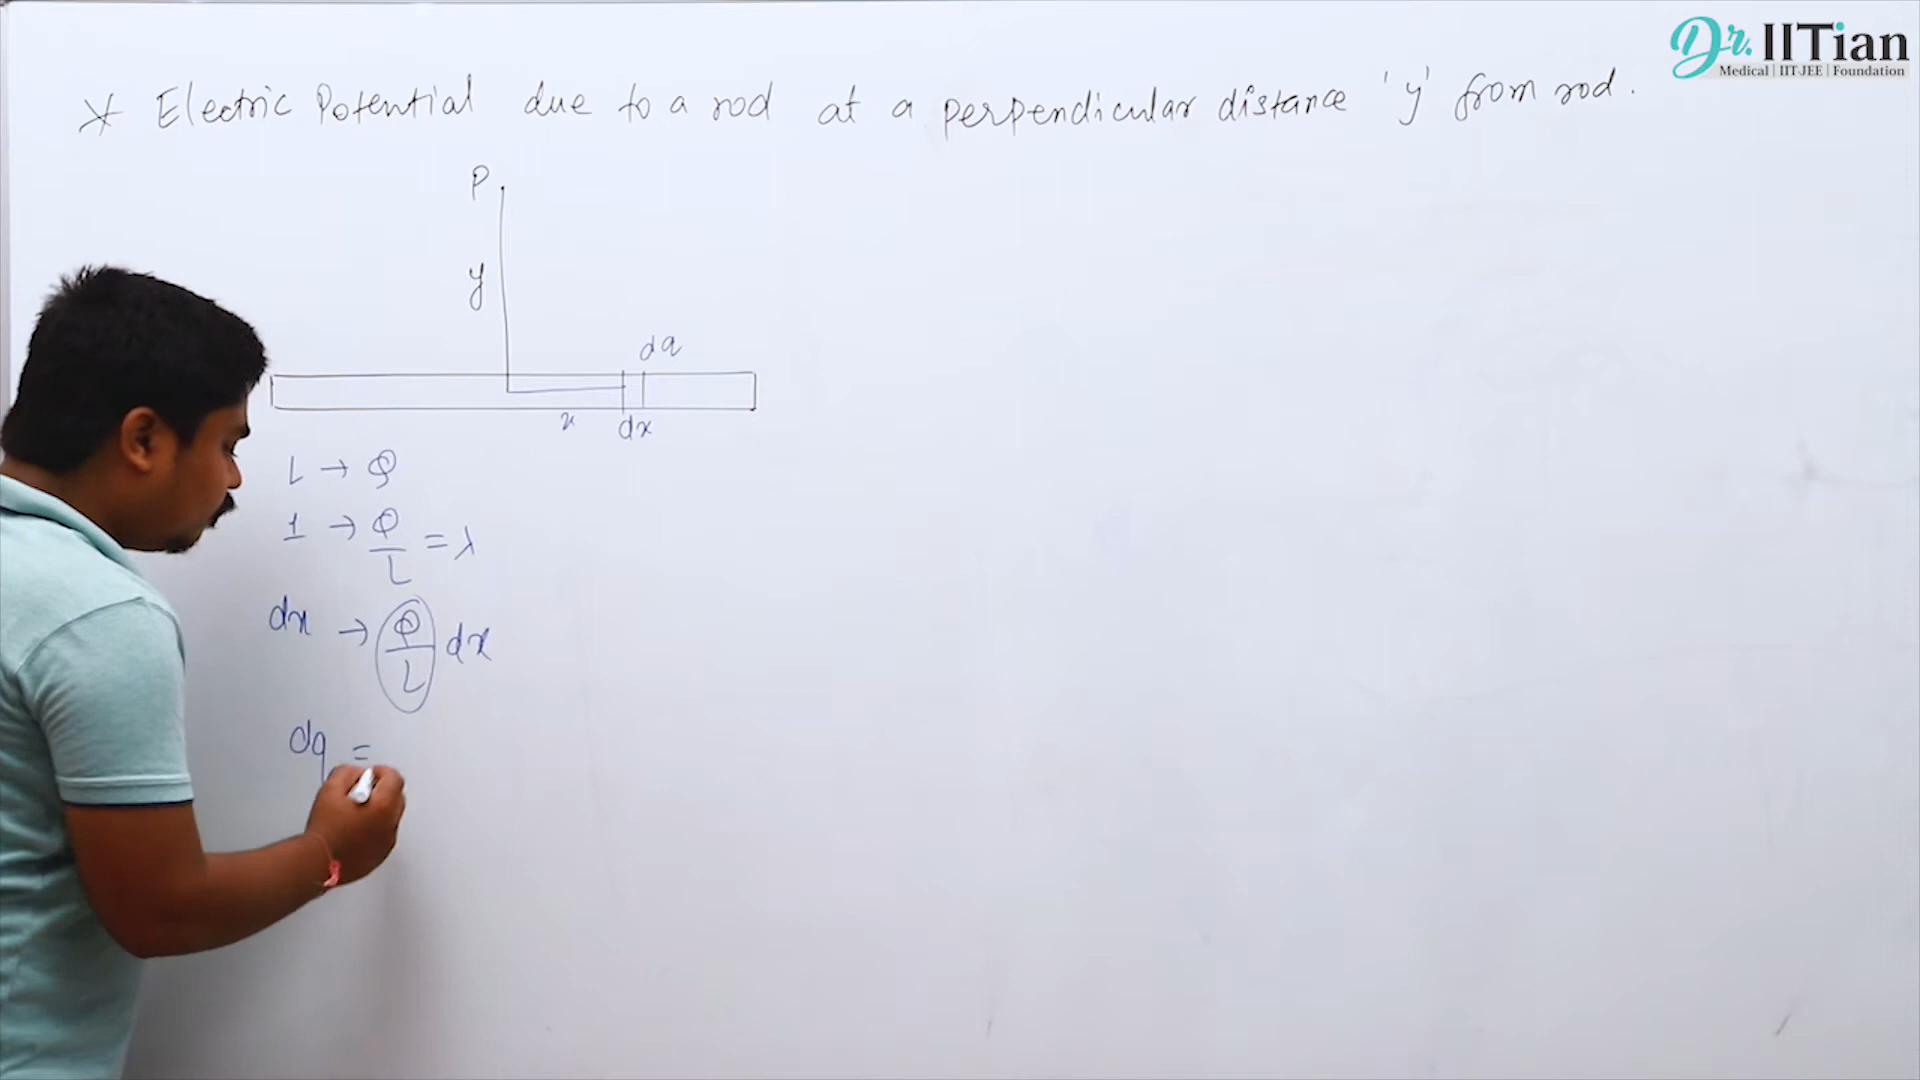 Dr. IITian
Medical | IIT-JEE | Foundation
* Electric Potential due to a rod at a perpendicular distance 'y' from rod.
P
y
dq
x
dx
L → Q
1 → Q/L = λ
dx → Q/L dx
dq =